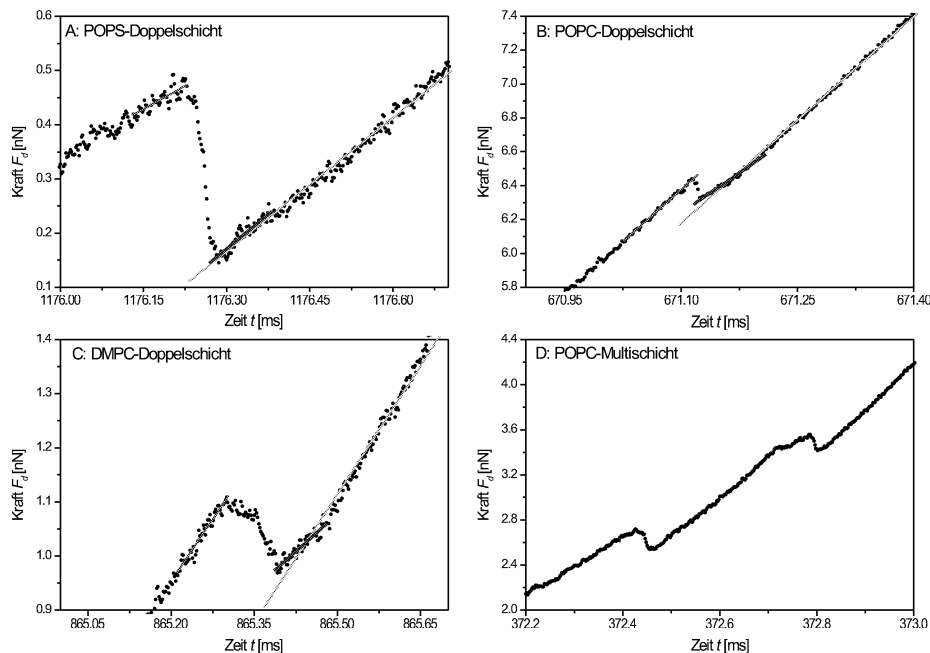 A: POPS-Doppelschicht
Kraft F_d [nN]
0.6
0.5
0.4
0.3
0.2
0.1
1176.00 1176.15 1176.30 1176.45 1176.60
Zeit t [ms]
B: POPC-Doppelschicht
Kraft F_d [nN]
7.4
7.2
7.0
6.8
6.6
6.4
6.2
6.0
5.8
670.95 671.10 671.25 671.40
Zeit t [ms]
C: DMPC-Doppelschicht
Kraft F_d [nN]
1.4
1.3
1.2
1.1
1.0
0.9
865.05 865.20 865.35 865.50 865.65
Zeit t [ms]
D: POPC-Multischicht
Kraft F_d [nN]
4.4
4.0
3.6
3.2
2.8
2.4
2.0
372.2 372.4 372.6 372.8 373.0
Zeit t [ms]